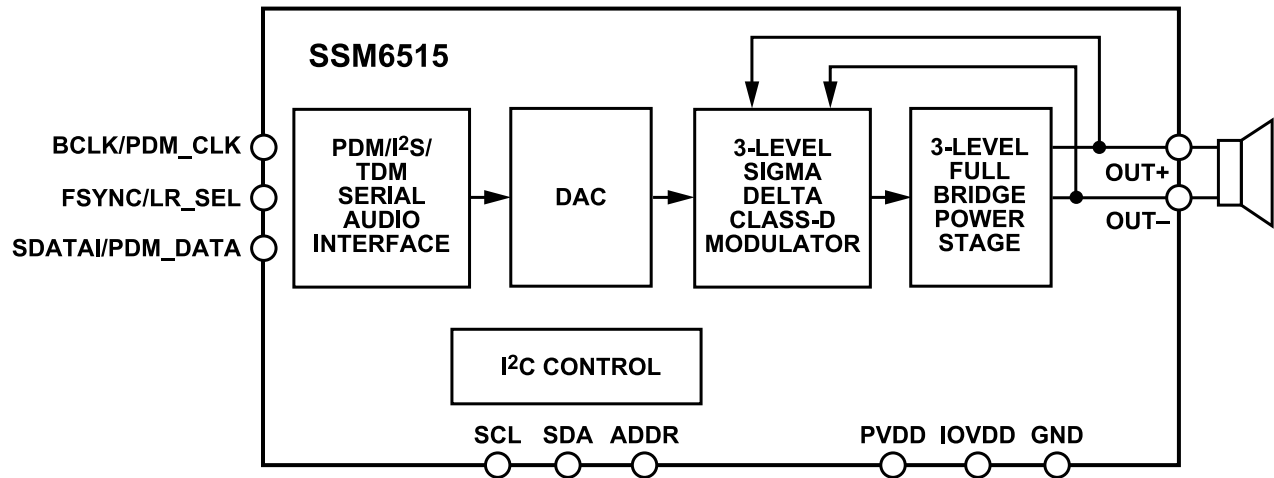 SSM6515
BCLK/PDM_CLK
FSYNC/LR_SEL
SDATAI/PDM_DATA
PDM/I²S/
TDM
SERIAL
AUDIO
INTERFACE
DAC
3-LEVEL
SIGMA
DELTA
CLASS-D
MODULATOR
3-LEVEL
FULL
BRIDGE
POWER
STAGE
OUT+
OUT–
I²C CONTROL
SCL SDA ADDR
PVDD IOVDD GND